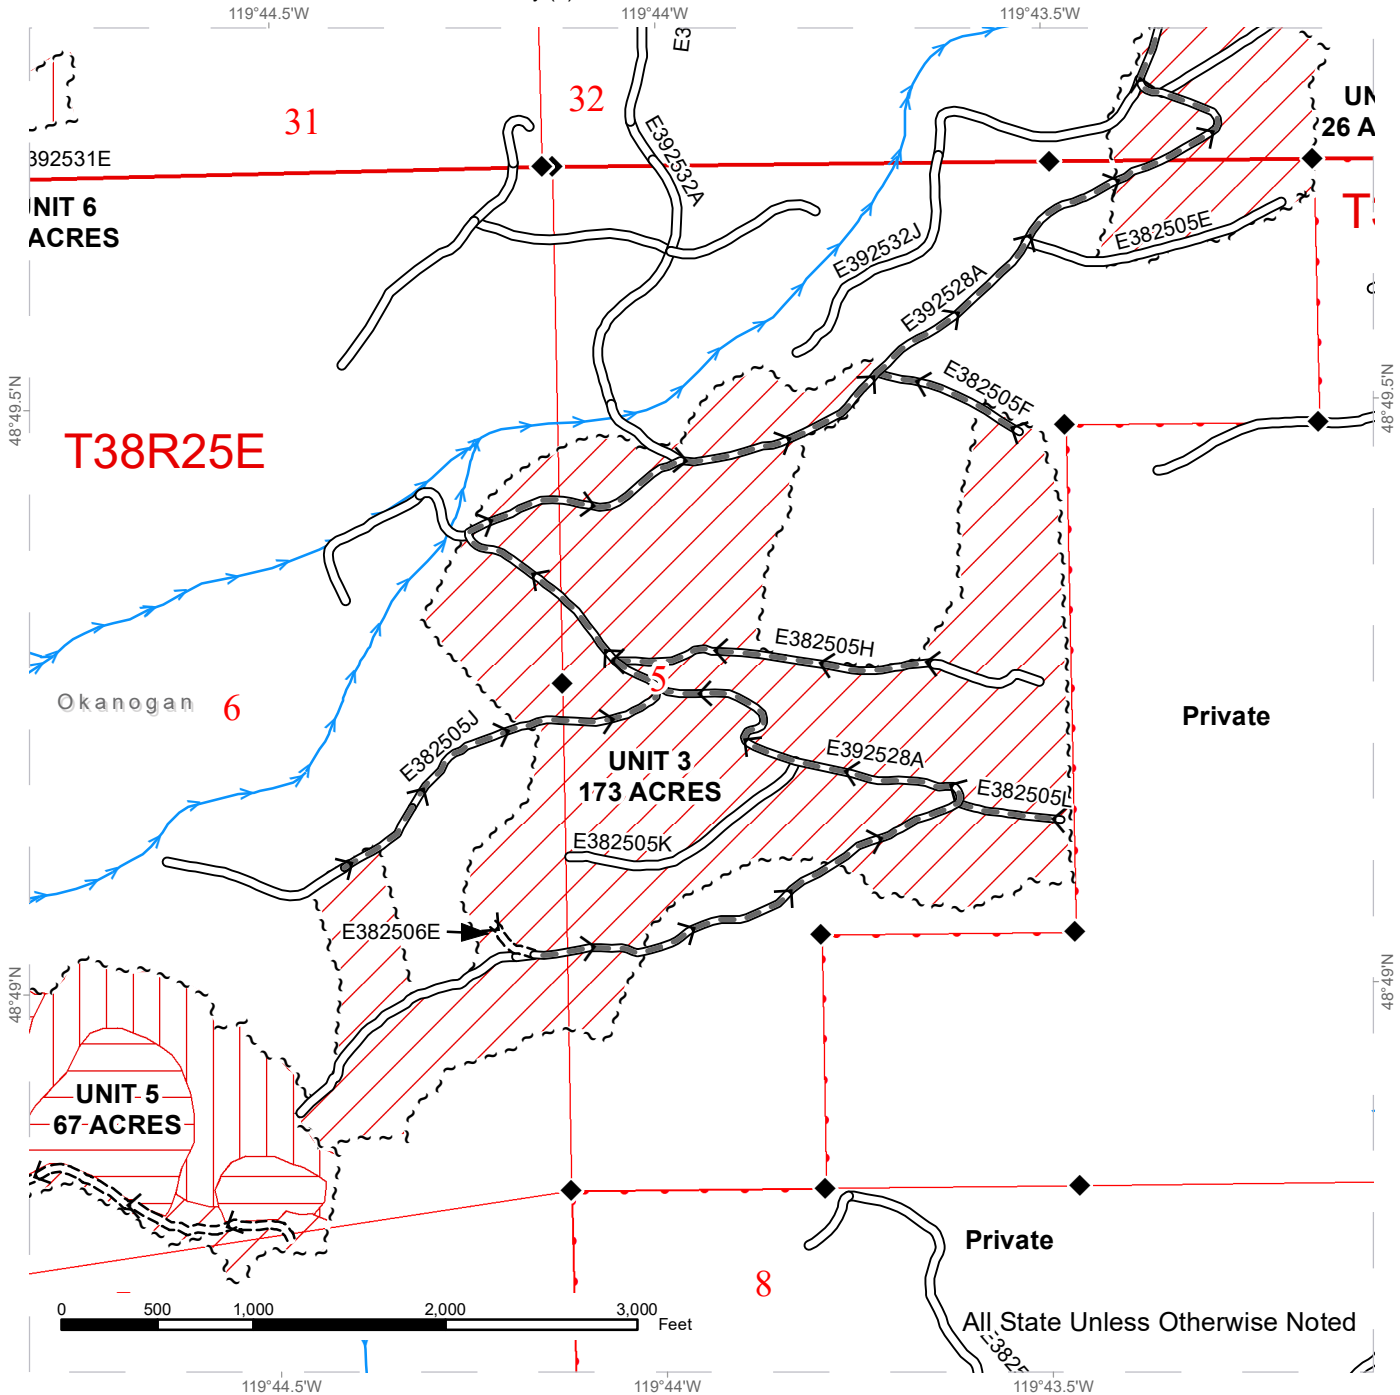 119°44.5'W
119°44'W
119°43.5'W
31
32
E3
UN
26 A
392531E
E392532A
NIT 6
ACRES
E392532J
E382505E
T
E392528A
48°49.5'N
48°49.5'N
E382505F
T38R25E
E382505H
5
Okanogan
6
Private
E382505J
UNIT 3
173 ACRES
E392528A
E382505L
E382505K
E382506E
48°49'N
48°49'N
UNIT 5
67 ACRES
Private
8
0 500 1,000 2,000 3,000
Feet
All State Unless Otherwise Noted
E3825
119°44.5'W
119°44'W
119°43.5'W